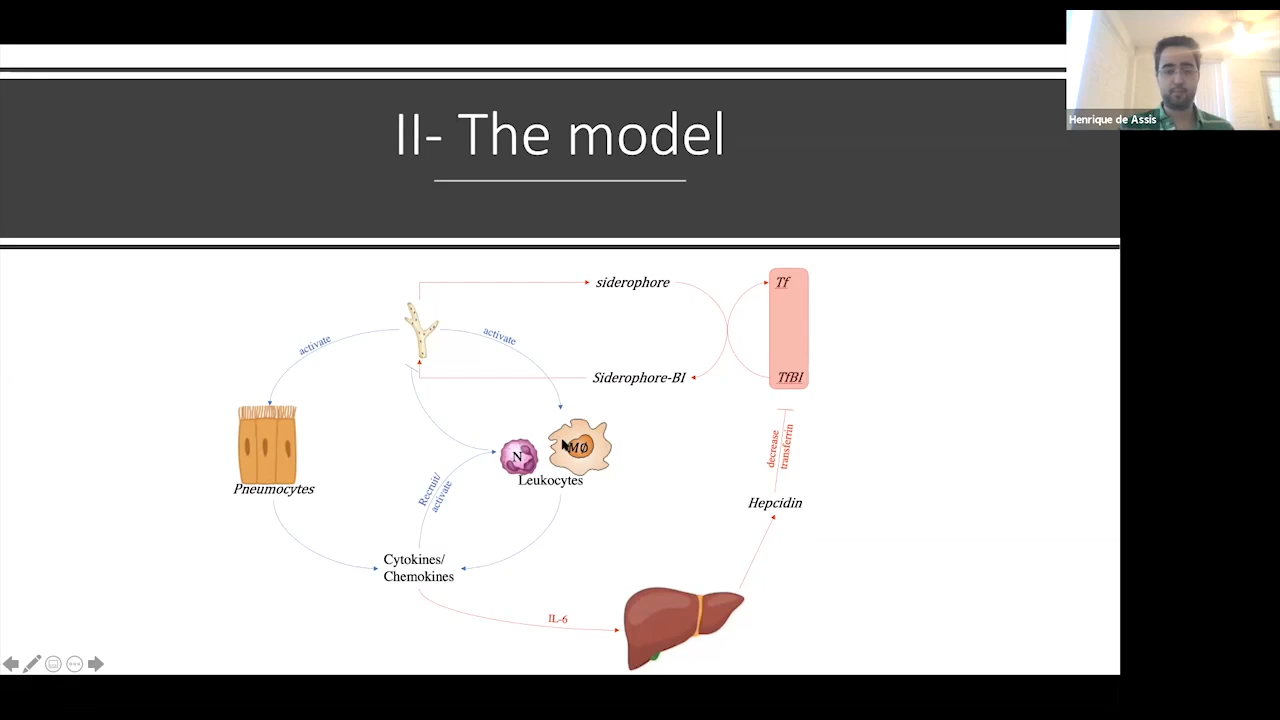 Henrique de Assis
II- The model
siderophore
Tf
activate
activate
Siderophore-BI
TfBI
decrease
transferrin
N
MØ
Leukocytes
Pneumocytes
Recruit/
activate
Hepcidin
Cytokines/
Chemokines
IL-6